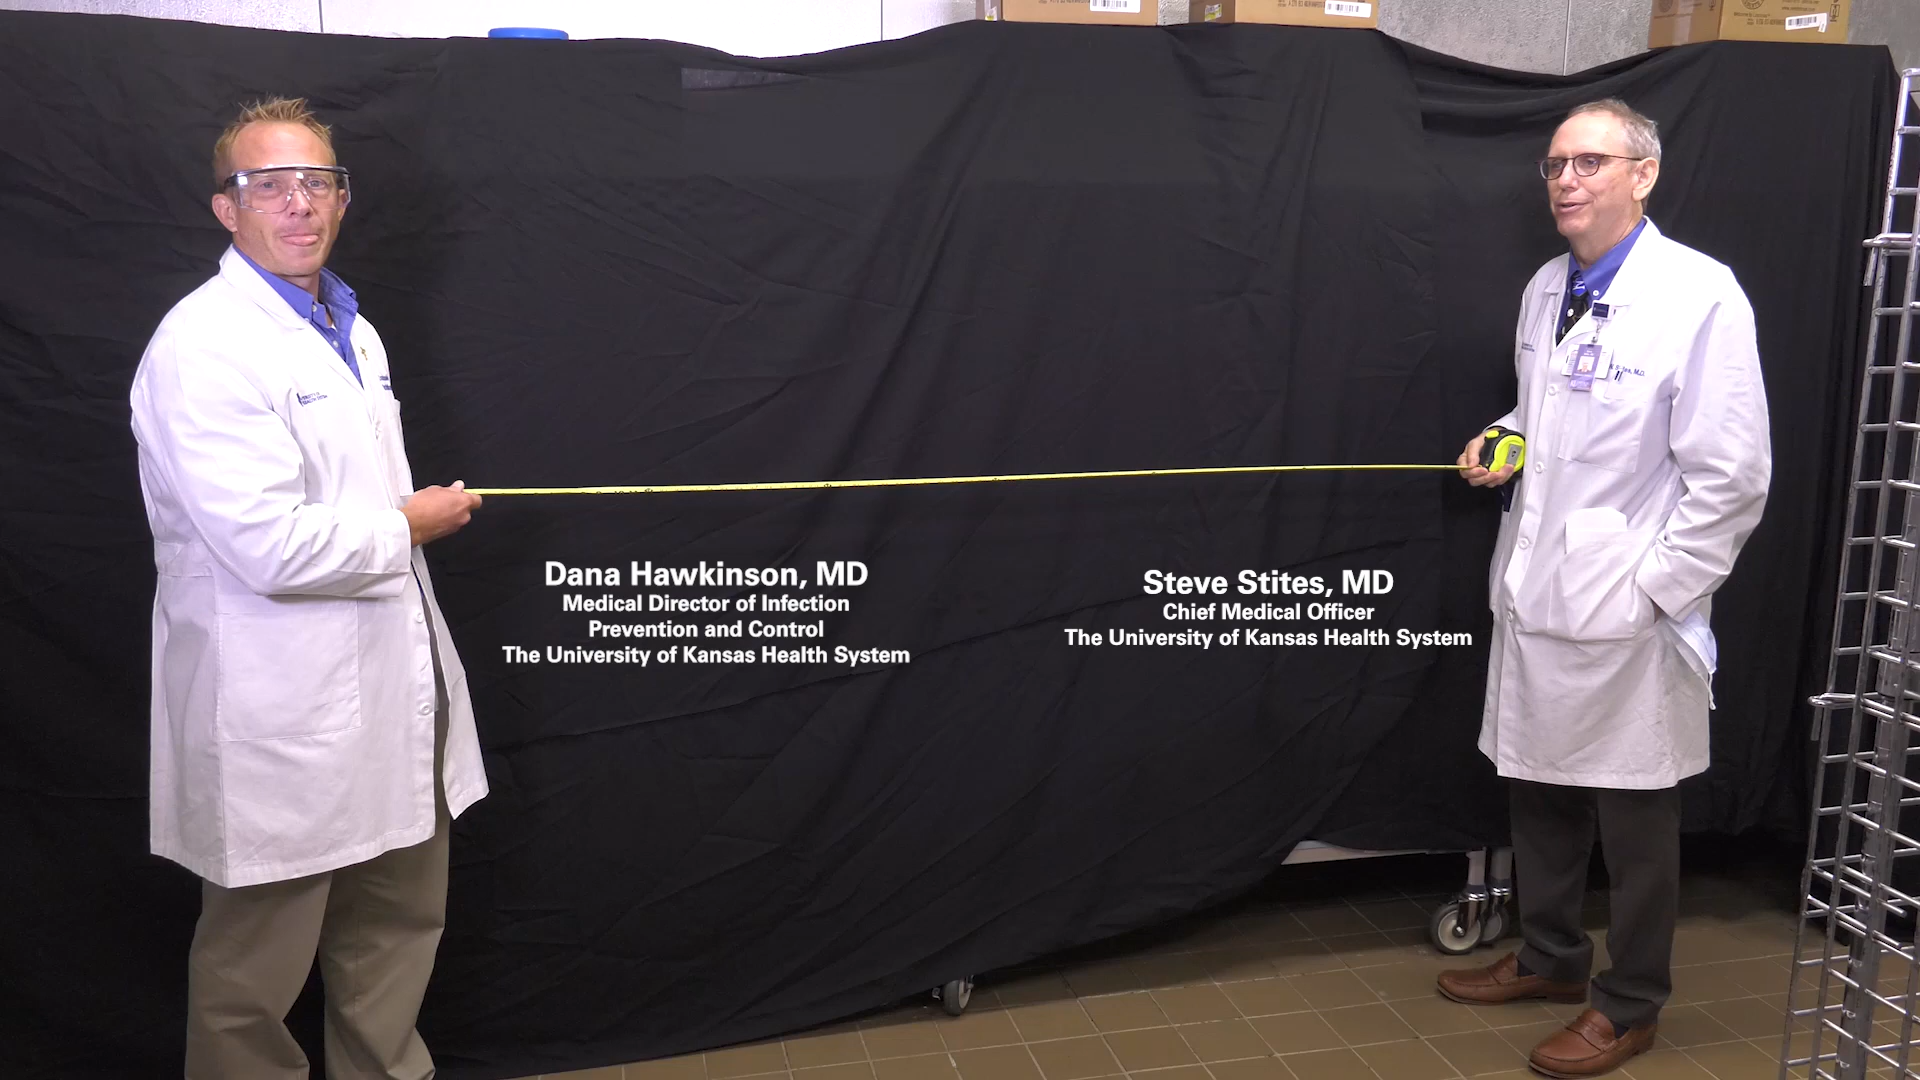 Dana Hawkinson, MD
Medical Director of Infection
Prevention and Control
The University of Kansas Health System
Steve Stites, MD
Chief Medical Officer
The University of Kansas Health System